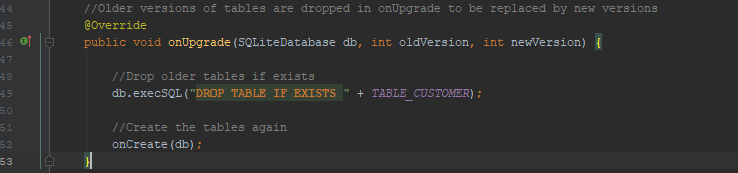 44 //Older versions of tables are dropped in onUpgrade to be replaced by new versions
45 @Override
46 public void onUpgrade(SQLiteDatabase db, int oldVersion, int newVersion) {
47
48 //Drop older tables if exists
49 db.execSQL("DROP TABLE IF EXISTS " + TABLE_CUSTOMER);
50
51 //Create the tables again
52 onCreate(db);
53 }